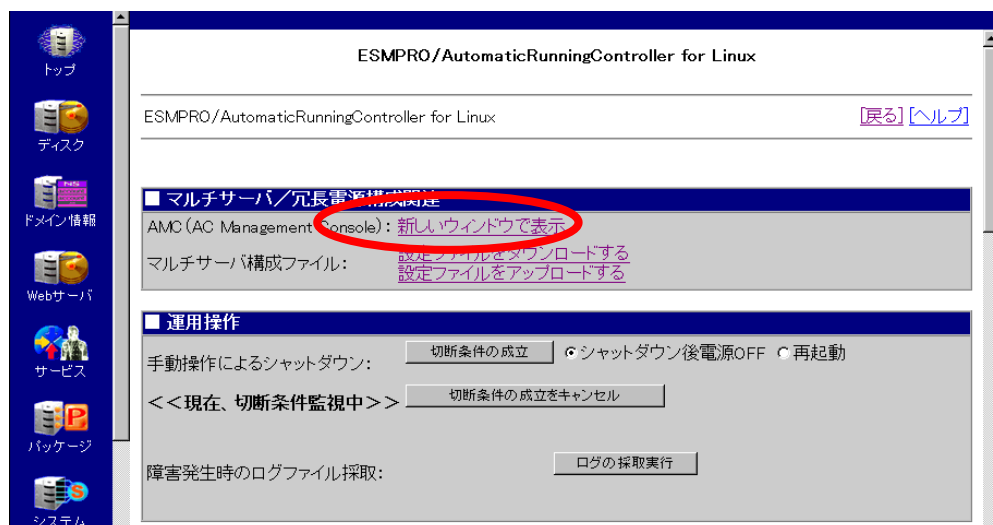 トップ
ディスク
NS
ドメイン情報
Webサーバ
サービス
P
パッケージ
S
システム
ESMPRO/AutomaticRunningController for Linux
ESMPRO/AutomaticRunningController for Linux
[戻る] [ヘルプ]
■ マルチサーバ／冗長電源構成関連
AMC(AC Management Console): 新しいウィンドウで表示
マルチサーバ構成ファイル:
設定ファイルをダウンロードする
設定ファイルをアップロードする
■ 運用操作
手動操作によるシャットダウン: 切断条件の成立 シャットダウン後電源OFF 再起動
<<現在、切断条件監視中>> 切断条件の成立をキャンセル
障害発生時のログファイル採取: ログの採取実行